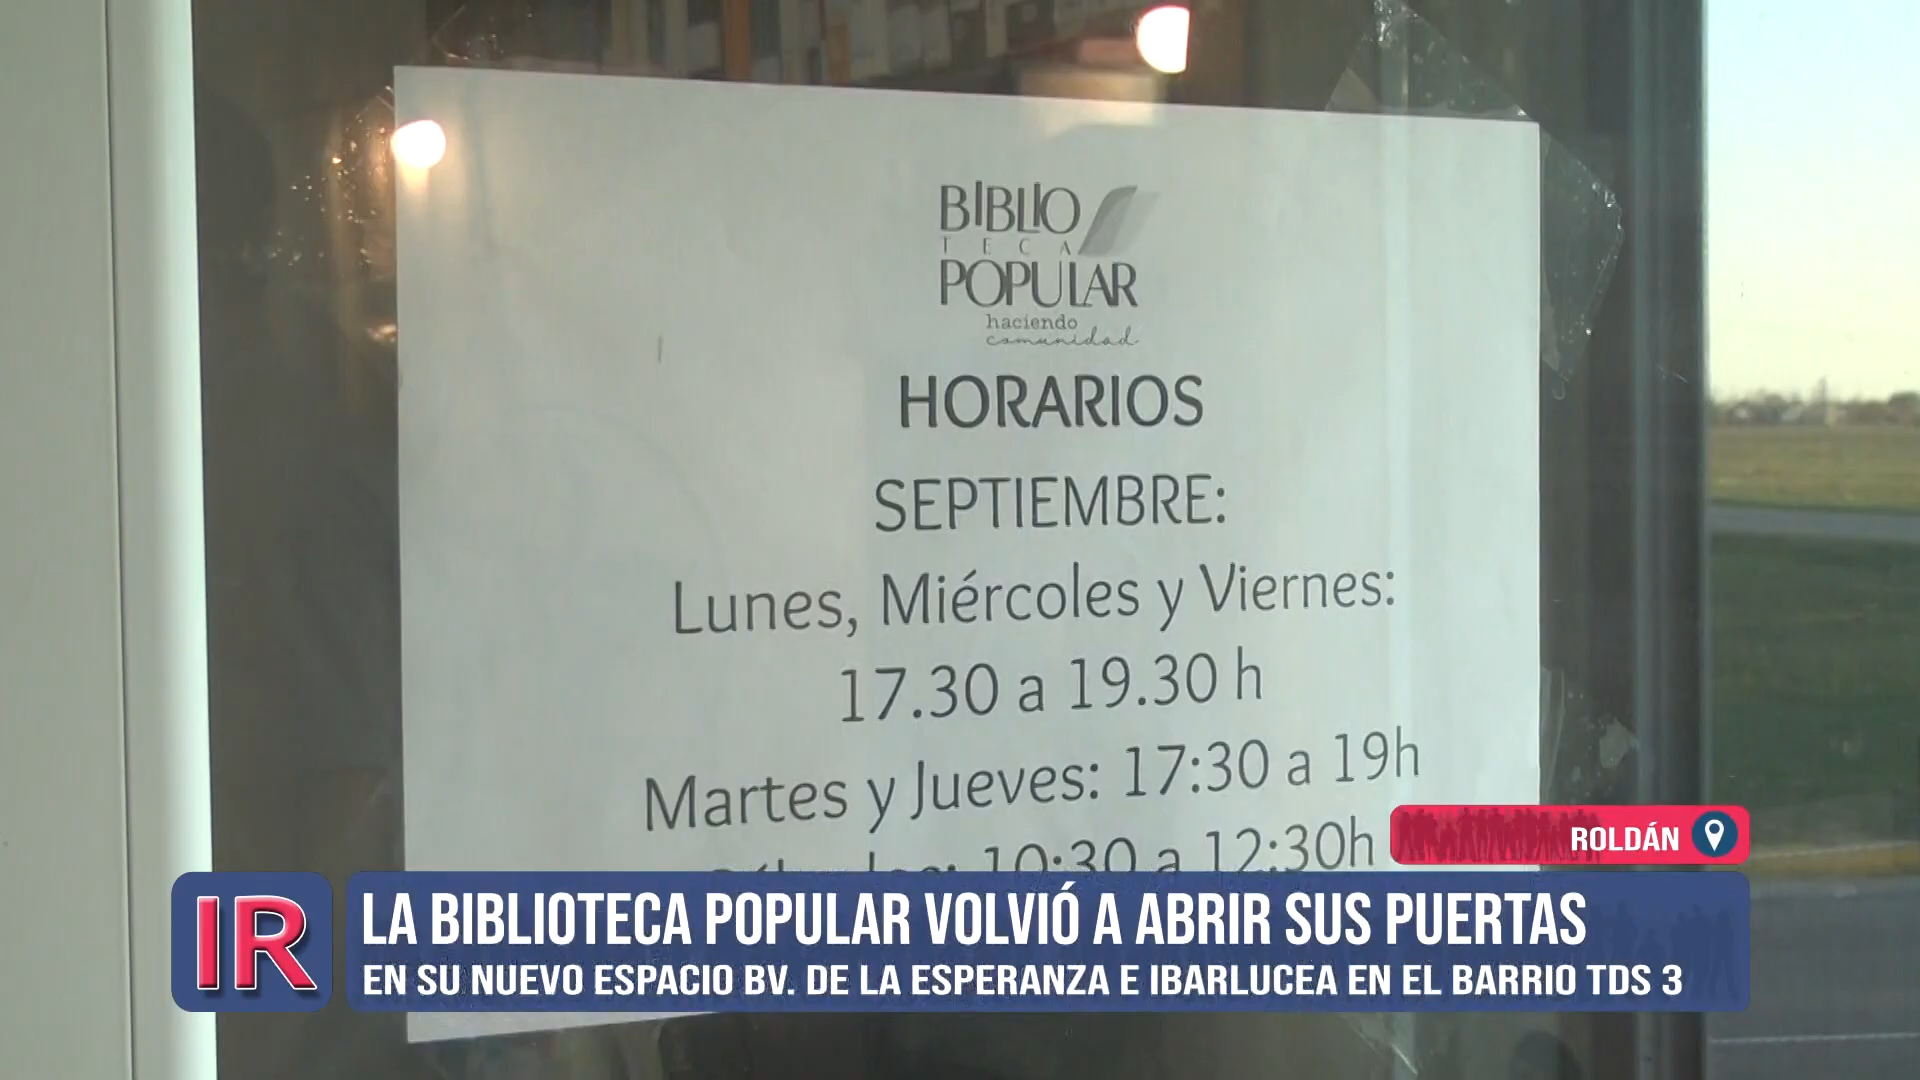 BIBLIO
TECA
POPULAR
haciendo
comunidad
HORARIOS
SEPTIEMBRE:
Lunes, Miércoles y Viernes:
17.30 a 19.30 h
Martes y Jueves: 17:30 a 19h
10:30 a 12:30h
ROLDÁN
IR
LA BIBLIOTECA POPULAR VOLVIÓ A ABRIR SUS PUERTAS
EN SU NUEVO ESPACIO BV. DE LA ESPERANZA E IBARLUCEA EN EL BARRIO TDS 3